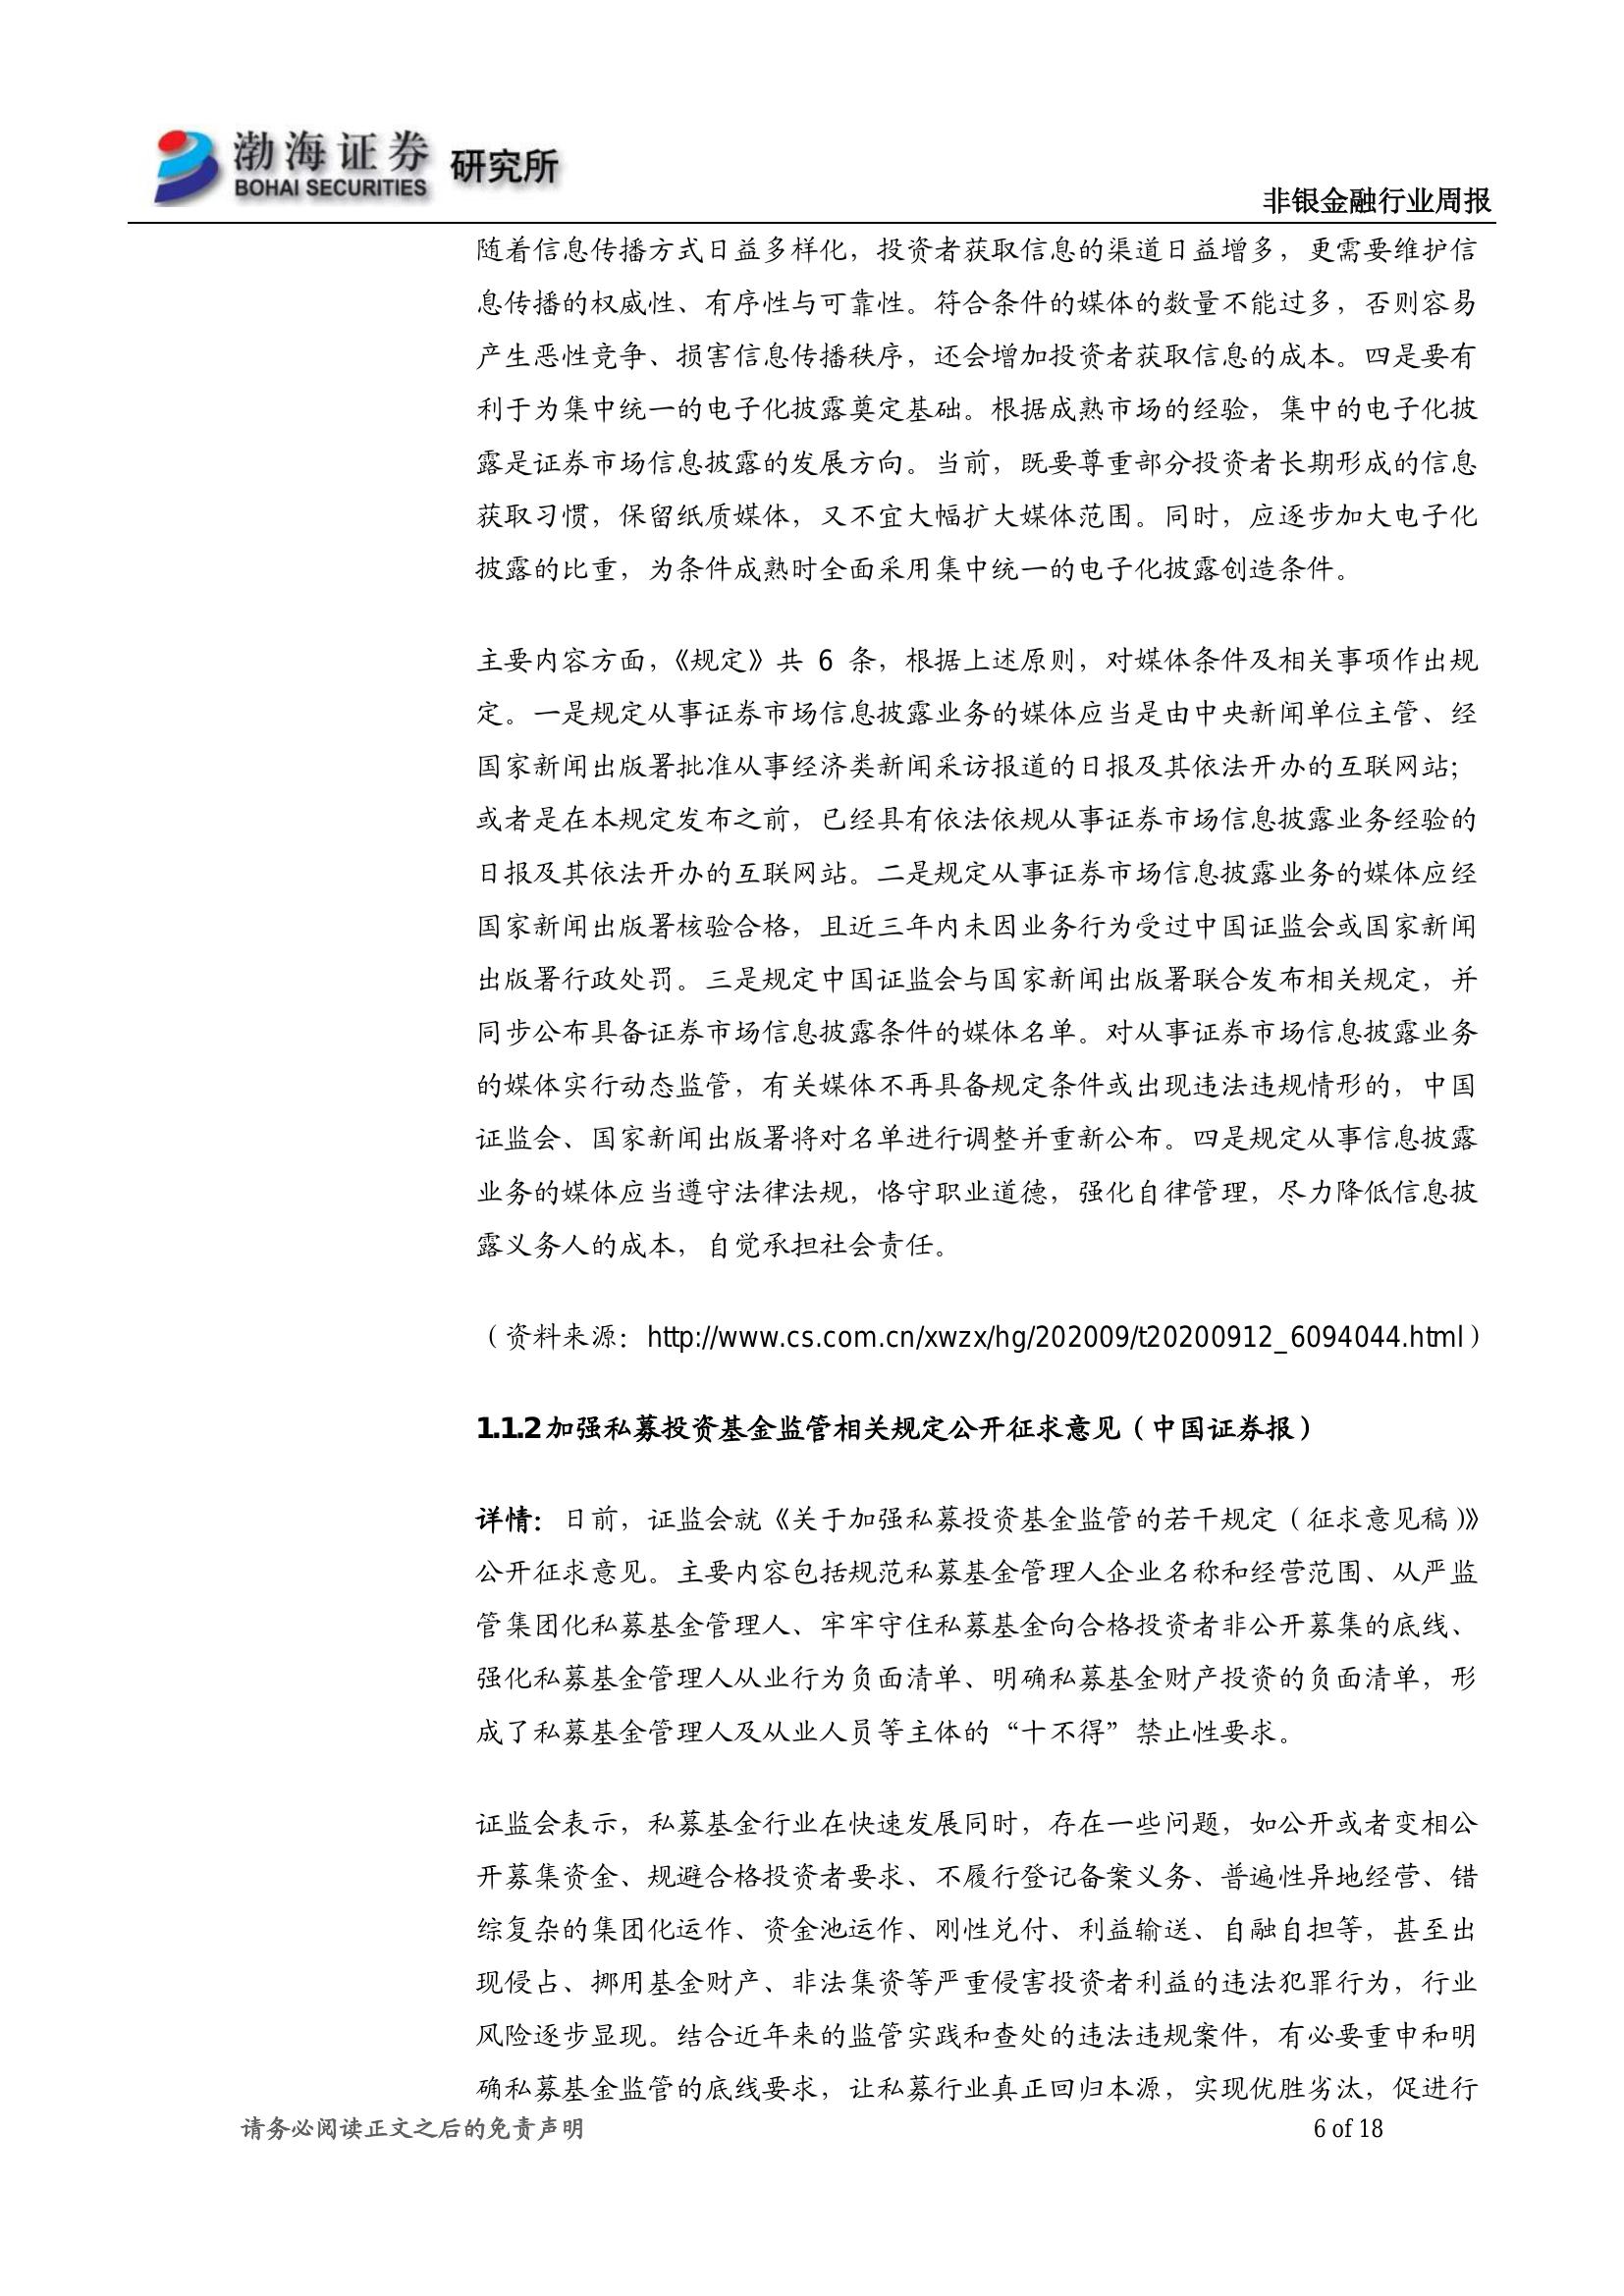 渤海证券 研究所
BOHAI SECURITIES
非银金融行业周报
随着信息传播方式日益多样化，投资者获取信息的渠道日益增多，更需要维护信
息传播的权威性、有序性与可靠性。符合条件的媒体的数量不能过多，否则容易
产生恶性竞争、损害信息传播秩序，还会增加投资者获取信息的成本。四是要有
利于为集中统一的电子化披露奠定基础。根据成熟市场的经验，集中的电子化披
露是证券市场信息披露的发展方向。当前，既要尊重部分投资者长期形成的信息
获取习惯，保留纸质媒体，又不宜大幅扩大媒体范围。同时，应逐步加大电子化
披露的比重，为条件成熟时全面采用集中统一的电子化披露创造条件。
主要内容方面，《规定》共 6 条，根据上述原则，对媒体条件及相关事项作出规
定。一是规定从事证券市场信息披露业务的媒体应当是由中央新闻单位主管、经
国家新闻出版署批准从事经济类新闻采访报道的日报及其依法开办的互联网站；
或者是在本规定发布之前，已经具有依法依规从事证券市场信息披露业务经验的
日报及其依法开办的互联网站。二是规定从事证券市场信息披露业务的媒体应经
国家新闻出版署核验合格，且近三年内未因业务行为受过中国证监会或国家新闻
出版署行政处罚。三是规定中国证监会与国家新闻出版署联合发布相关规定，并
同步公布具备证券市场信息披露条件的媒体名单。对从事证券市场信息披露业务
的媒体实行动态监管，有关媒体不再具备规定条件或出现违法违规情形的，中国
证监会、国家新闻出版署将对名单进行调整并重新公布。四是规定从事信息披露
业务的媒体应当遵守法律法规，恪守职业道德，强化自律管理，尽力降低信息披
露义务人的成本，自觉承担社会责任。
（资料来源：http://www.cs.com.cn/xwzx/hg/202009/t20200912_6094044.html）
1.1.2 加强私募投资基金监管相关规定公开征求意见（中国证券报）
详情：日前，证监会就《关于加强私募投资基金监管的若干规定（征求意见稿）》
公开征求意见。主要内容包括规范私募基金管理人企业名称和经营范围、从严监
管集团化私募基金管理人、牢牢守住私募基金向合格投资者非公开募集的底线、
强化私募基金管理人从业行为负面清单、明确私募基金财产投资的负面清单，形
成了私募基金管理人及从业人员等主体的“十不得”禁止性要求。
证监会表示，私募基金行业在快速发展同时，存在一些问题，如公开或者变相公
开募集资金、规避合格投资者要求、不履行登记备案义务、普遍性异地经营、错
综复杂的集团化运作、资金池运作、刚性兑付、利益输送、自融自担等，甚至出
现侵占、挪用基金财产、非法集资等严重侵害投资者利益的违法犯罪行为，行业
风险逐步显现。结合近年来的监管实践和查处的违法违规案件，有必要重申和明
确私募基金监管的底线要求，让私募行业真正回归本源，实现优胜劣汰，促进行
请务必阅读正文之后的免责声明
6 of 18